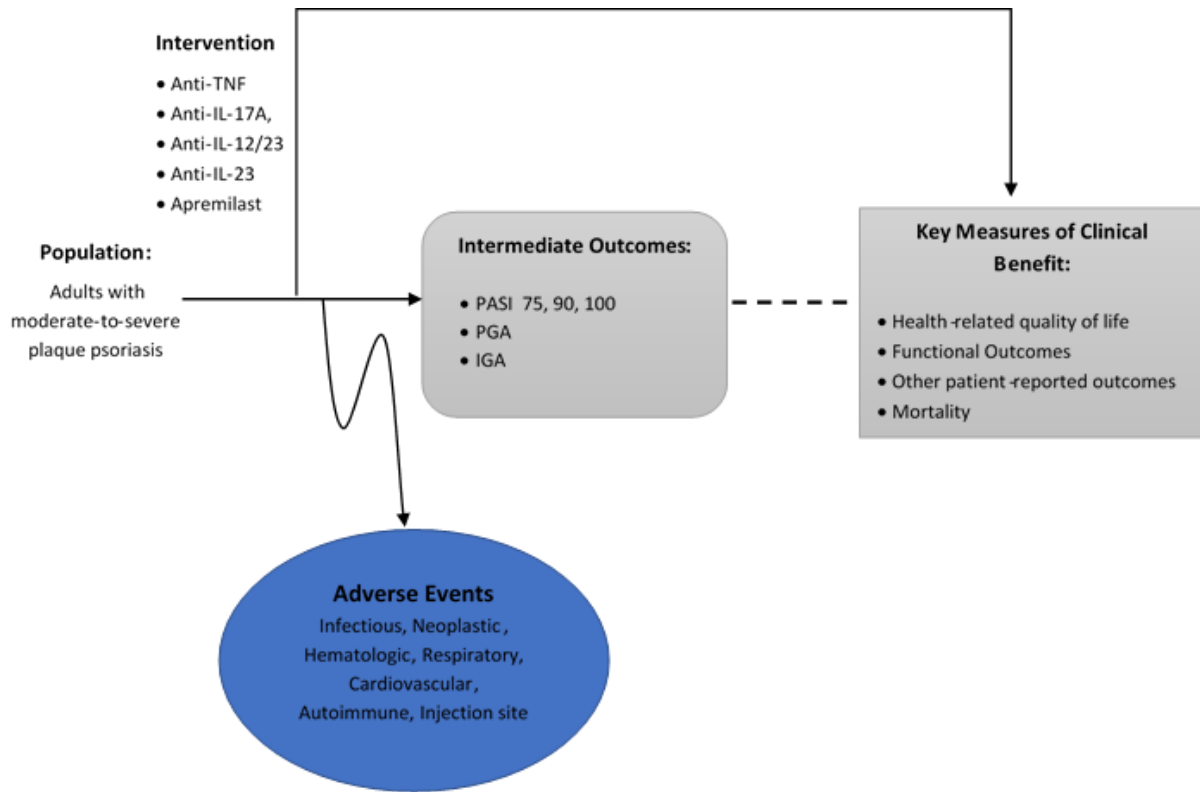 Intervention
• Anti-TNF
• Anti-IL-17A,
• Anti-IL-12/23
• Anti-IL-23
• Apremilast
Population:
Adults with
moderate-to-severe
plaque psoriasis
Intermediate Outcomes:
• PASI 75, 90, 100
• PGA
• IGA
Key Measures of Clinical
Benefit:
• Health-related quality of life
• Functional Outcomes
• Other patient-reported outcomes
• Mortality
Adverse Events
Infectious, Neoplastic,
Hematologic, Respiratory,
Cardiovascular,
Autoimmune, Injection site